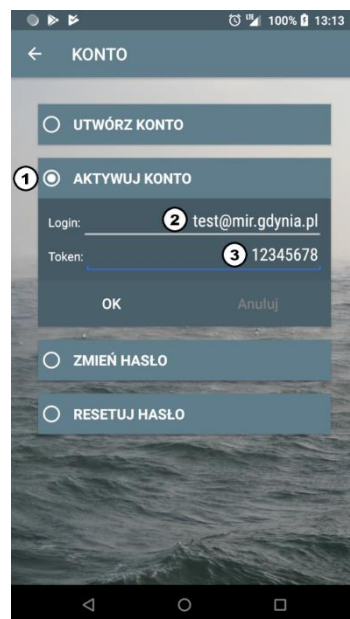 100% 13:13
KONTO
UTWÓRZ KONTO
1 AKTYWUJ KONTO
Login: 2 test@mir.gdynia.pl
Token: 3 12345678
OK Anuluj
ZMIEŃ HASŁO
RESETUJ HASŁO